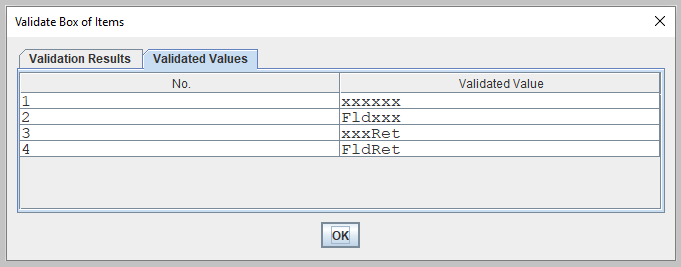 Validate Box of Items
Validation Results Validated Values
No. Validated Value
1 xxxxxx
2 Fldxxx
3 xxxRet
4 FldRet
OK